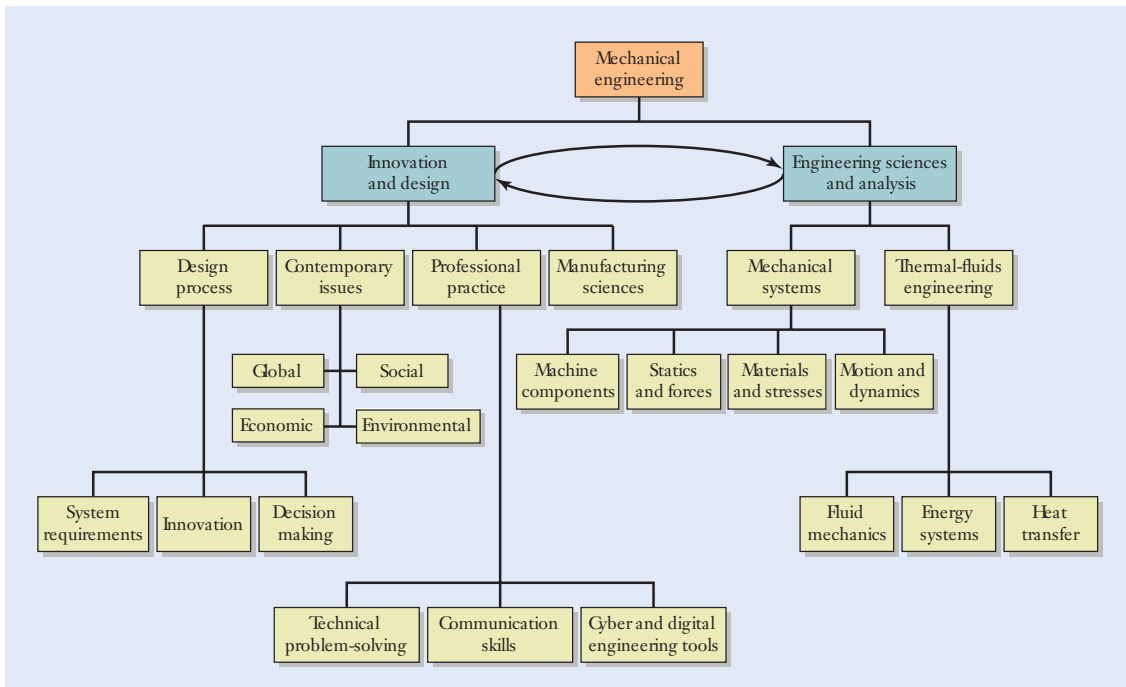 Mechanical
engineering
Innovation
and design
Engineering sciences
and analysis
Design
process
Contemporary
issues
Professional
practice
Manufacturing
sciences
Mechanical
systems
Thermal-fluids
engineering
Global
Social
Economic
Environmental
Machine
components
Statics
and forces
Materials
and stresses
Motion and
dynamics
System
requirements
Innovation
Decision
making
Fluid
mechanics
Energy
systems
Heat
transfer
Technical
problem-solving
Communication
skills
Cyber and digital
engineering tools